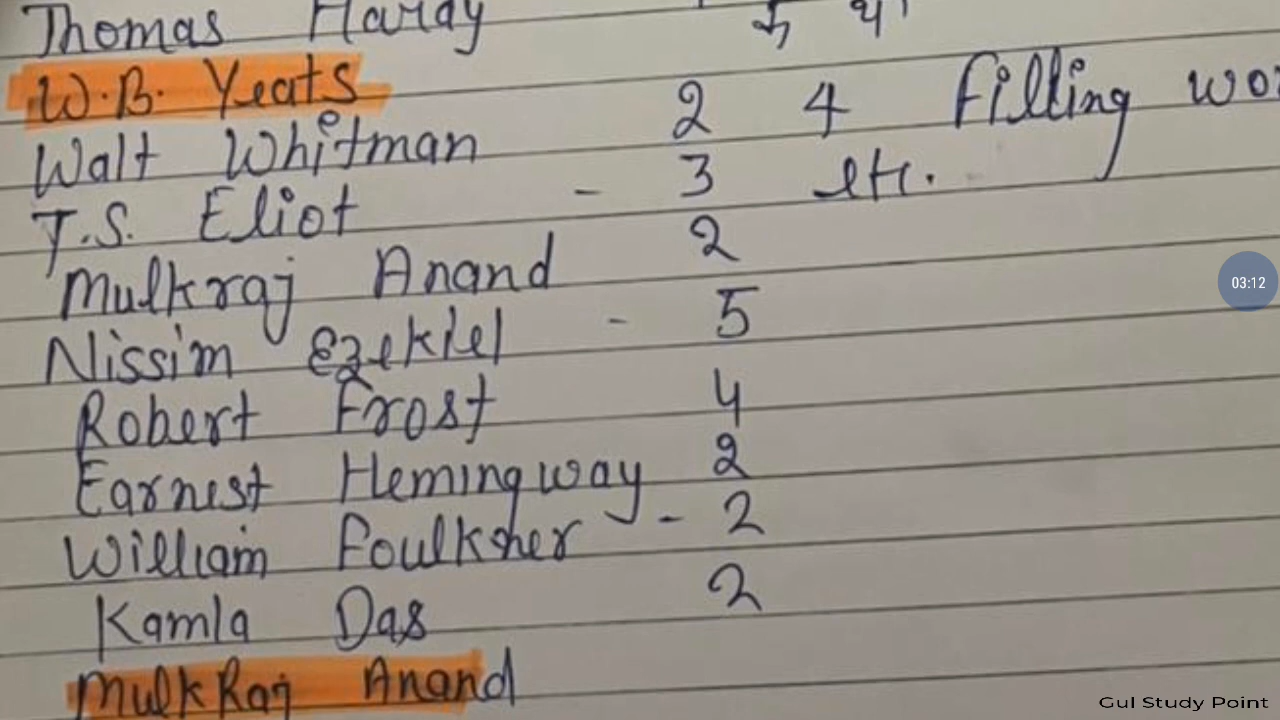 Thomas Hardy
W.B. Yeats
Walt Whitman 2 4 Filling
T.S. Eliot - 3 etc.
Mulkraj Anand 2
Nissim Ezekiel - 5
Robert Frost 4
Earnest Hemingway 2
William Foulkner - 2
Kamla Das 2
MulkRaj Anand
03:12
Gul Study Point